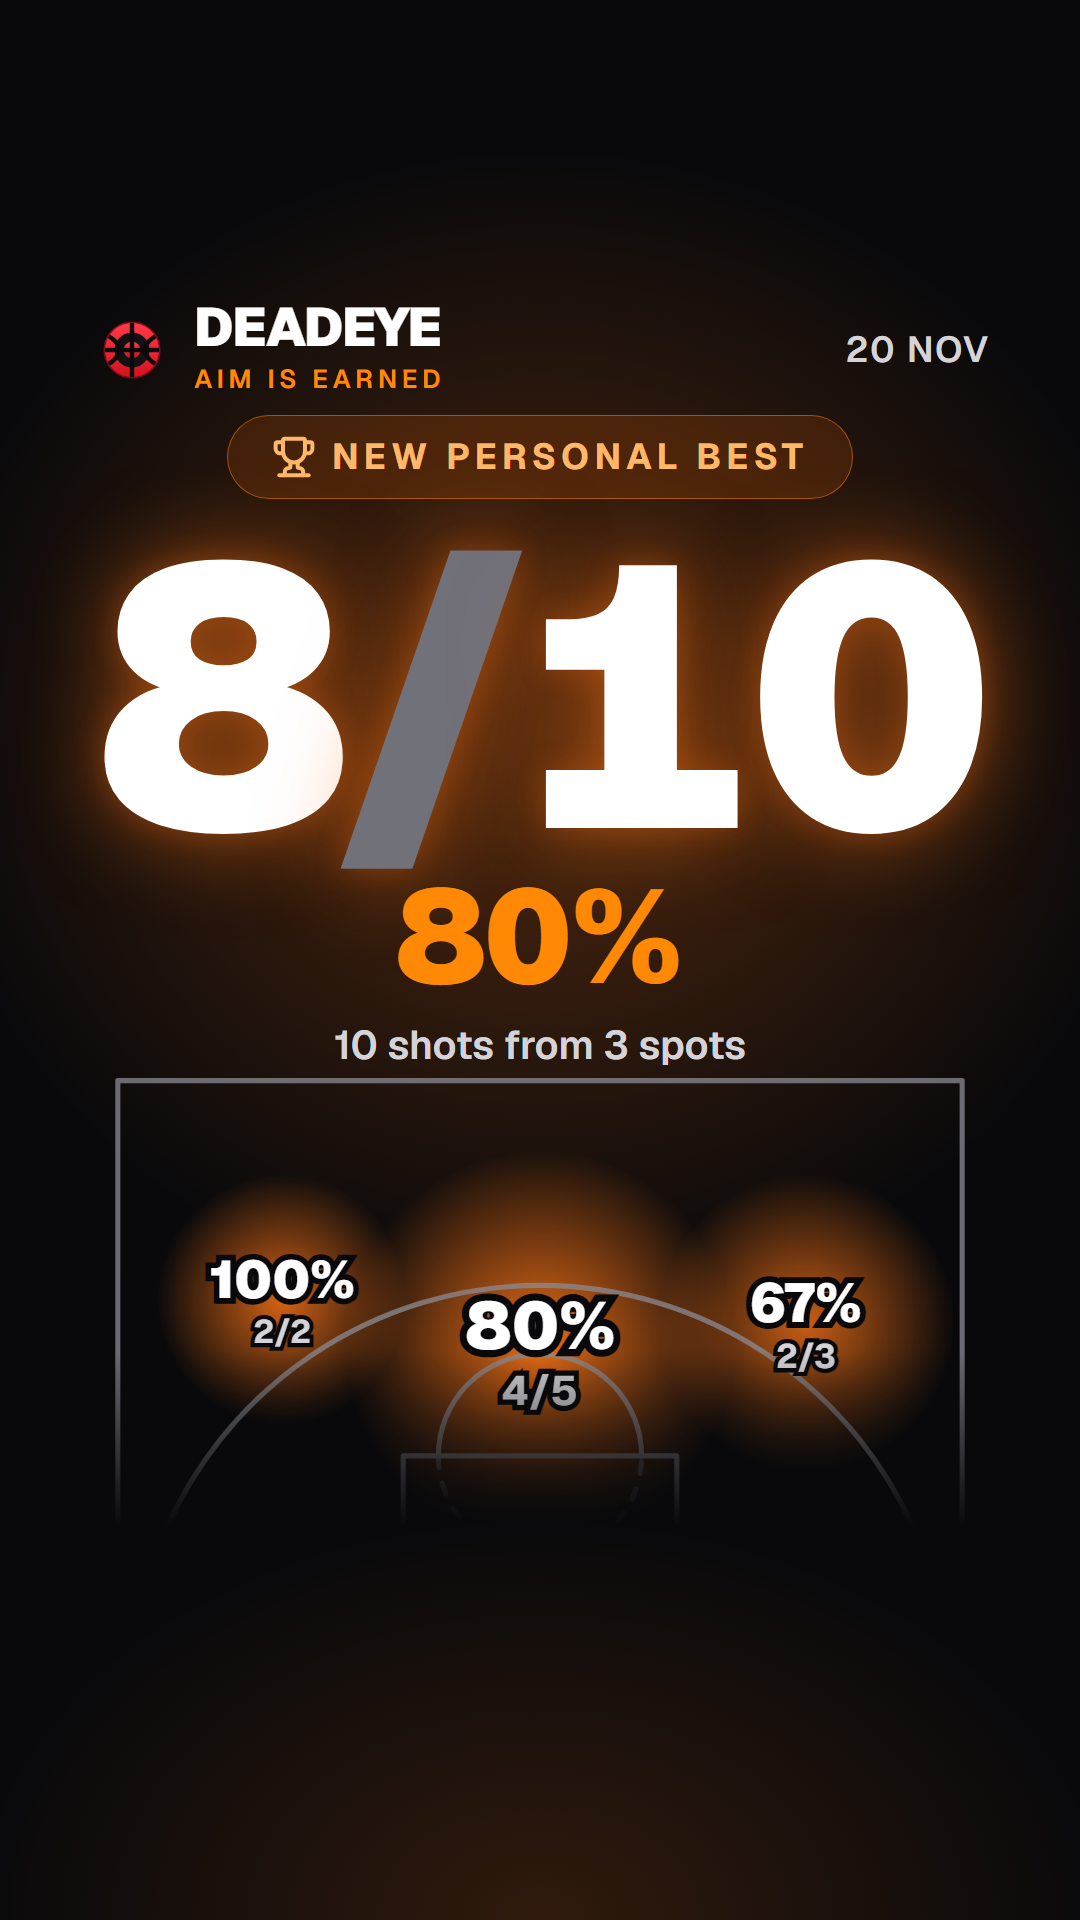 DEADEYE
AIM IS EARNED
20 NOV
NEW PERSONAL BEST
8/10
80%
10 shots from 3 spots
100%
2/2
80%
4/5
67%
2/3